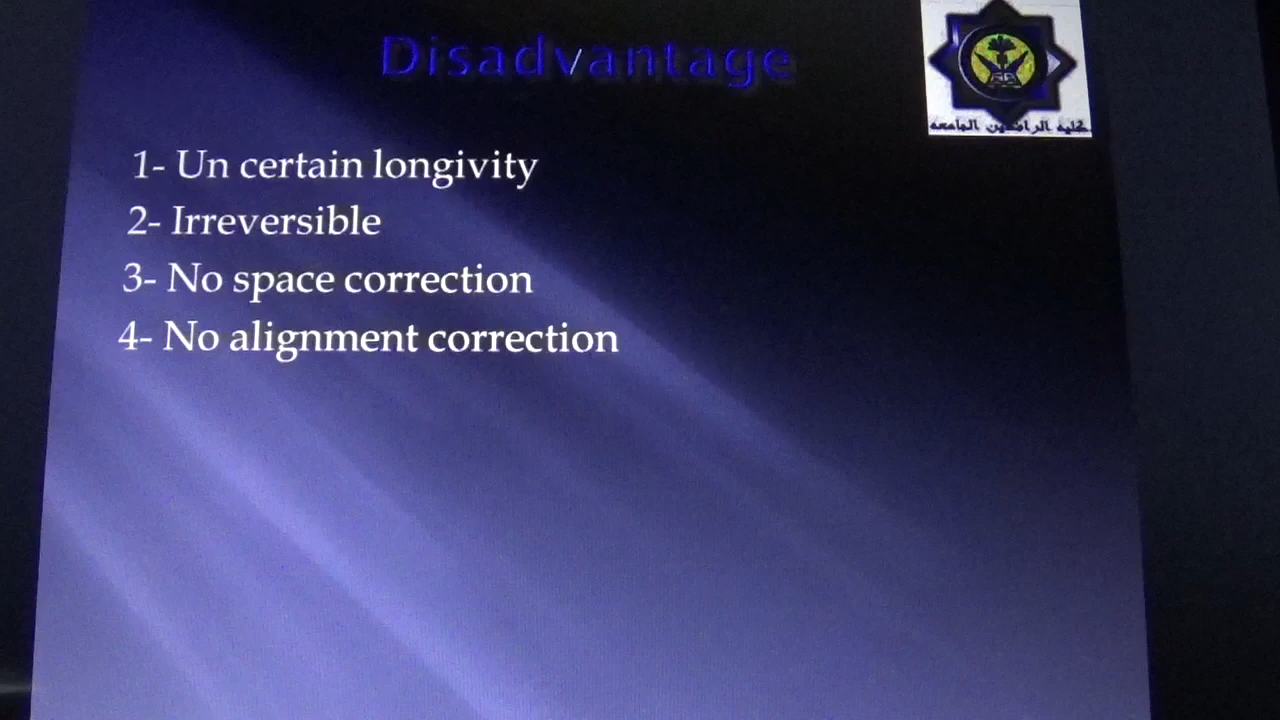 Disadvantage
كلية الرافدين الجامعة
1- Un certain longivity
2- Irreversible
3- No space correction
4- No alignment correction